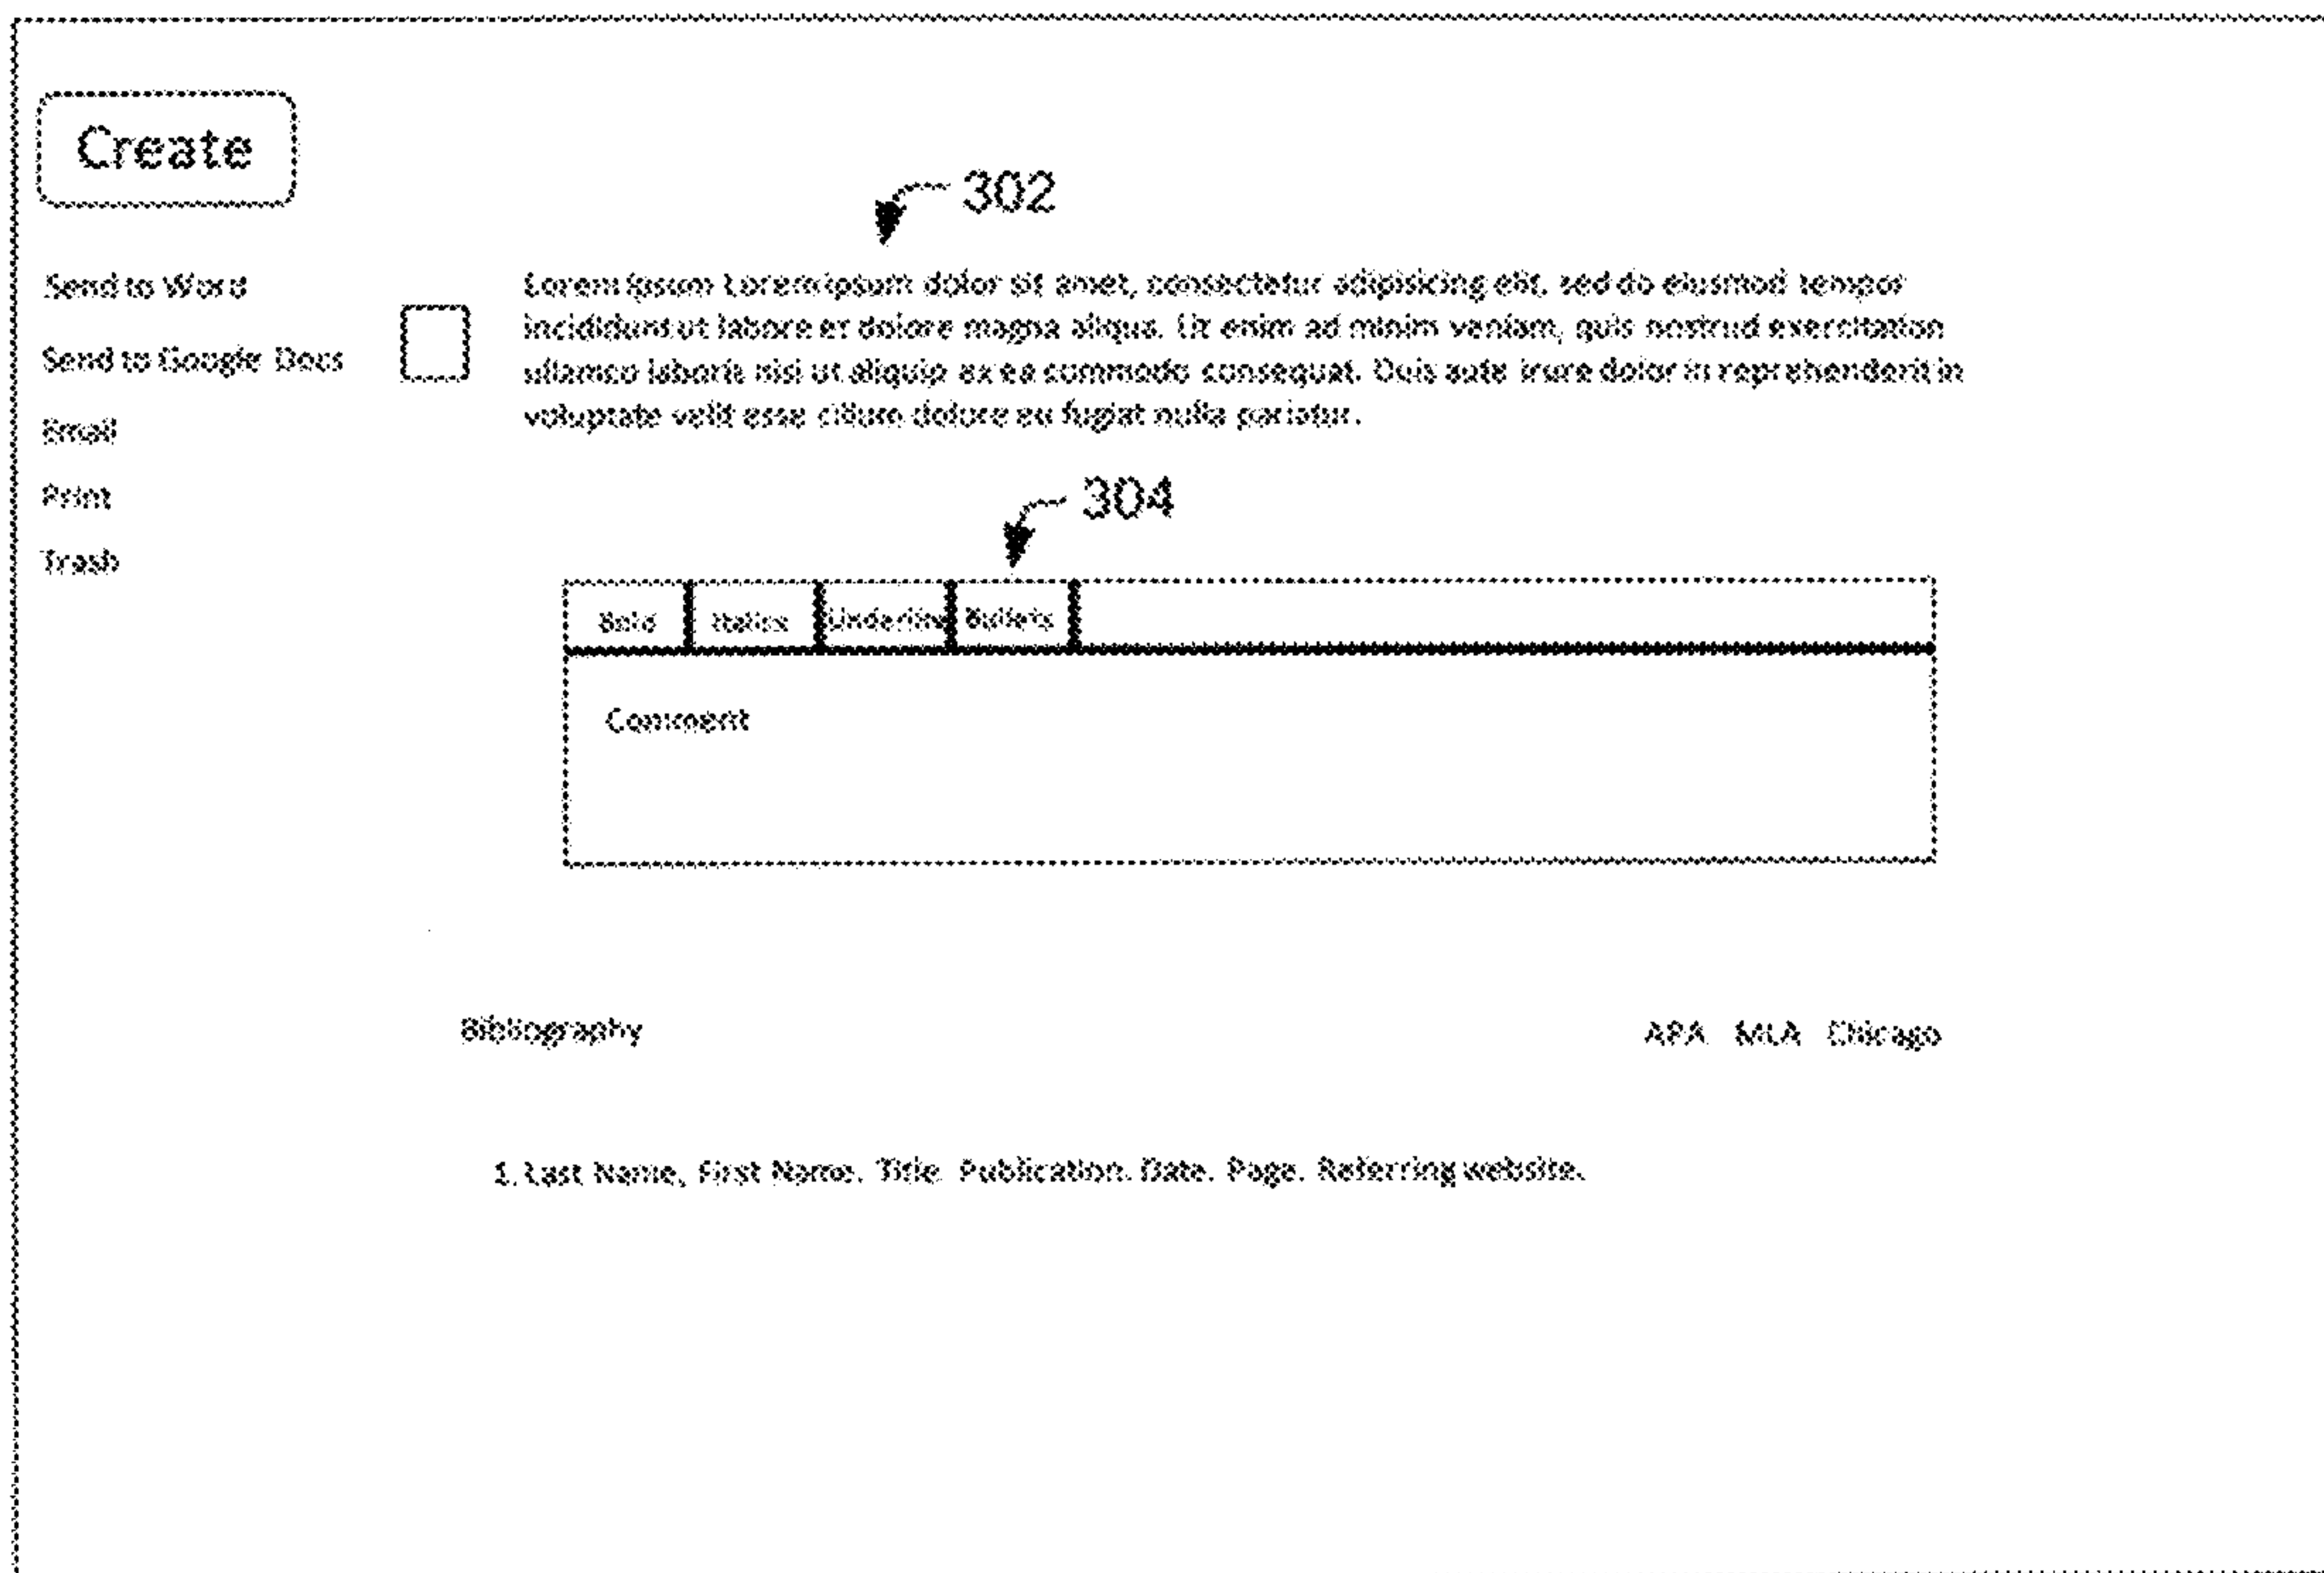 Create
302
Send to Word
Lorem ipsum Lorem ipsum dolor sit amet, consectetur adipisicing elit, sed do eiusmod tempor
incididunt ut labore et dolore magna aliqua. Ut enim ad minim veniam, quis nostrud exercitation
Send to Google Docs
ullamco laboris nisi ut aliquip ex ea commodo consequat. Duis aute irure dolor in reprehenderit in
voluptate velit esse cillum dolore eu fugiat nulla pariatur.
Email
Print
304
Trash
Bold Italics Underline Bullets
Comment
Bibliography APA MLA Chicago
1. Last Name, First Name. Title Publication. Date. Page. Referring website.